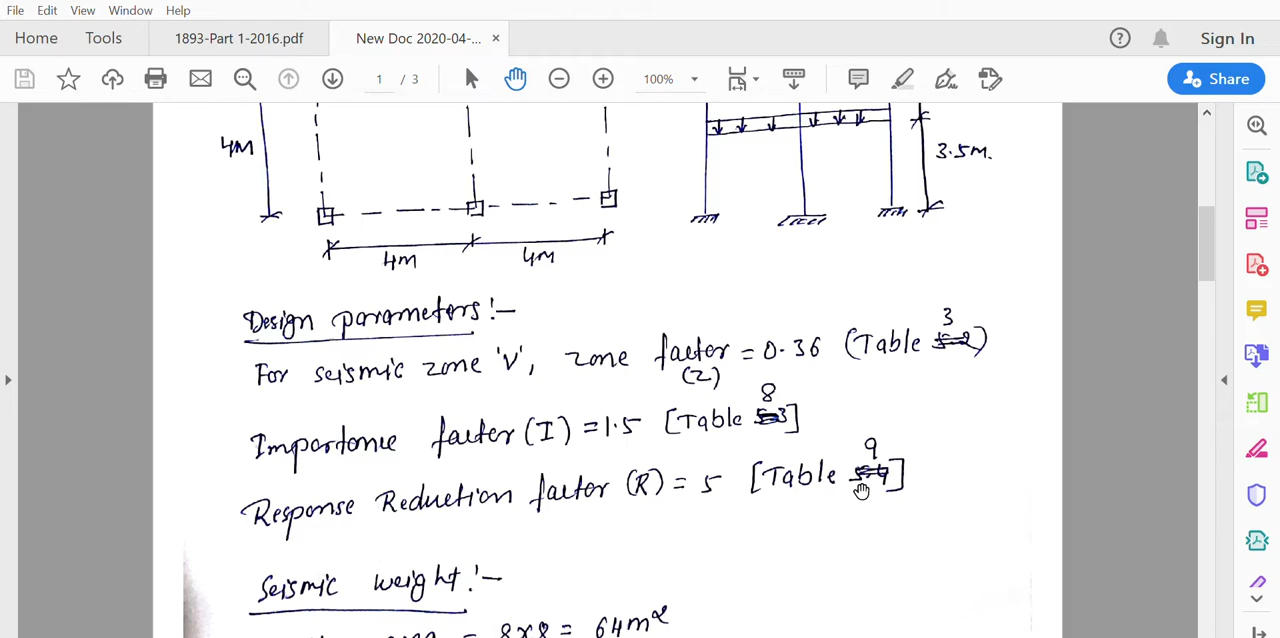 File Edit View Window Help
Home Tools 1893-Part 1-2016.pdf New Doc 2020-04-... × Sign In
1 / 3 100% Share
4M
3.5M.
4M 4M
Design parameters:-
For seismic zone 'V', zone factor = 0.36 (Table 3)
(Z)
Importance factor (I) = 1.5 [Table 8]
Response Reduction factor (R) = 5 [Table 9]
Seismic weight:-
= 8x8 = 64m²